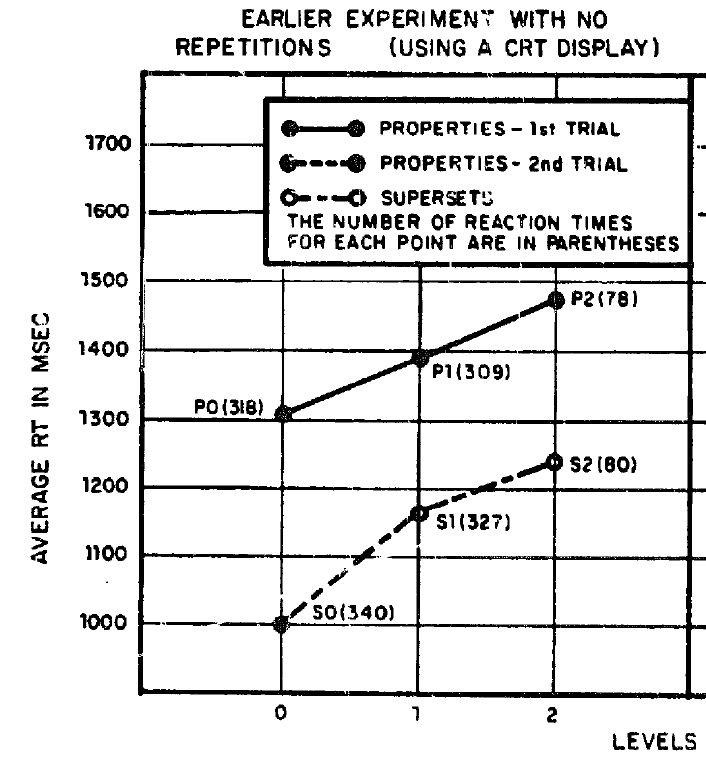 EARLIER EXPERIMENT WITH NO
REPETITIONS (USING A CRT DISPLAY)
PROPERTIES - 1st TRIAL
PROPERTIES - 2nd TRIAL
SUPERSETS
THE NUMBER OF REACTION TIMES
FOR EACH POINT ARE IN PARENTHESES
1700
1600
1500
1400
1300
1200
1100
1000
AVERAGE RT IN MSEC
P0(318)
P1(309)
P2(78)
S0(340)
S1(327)
S2(80)
0 1 2
LEVELS